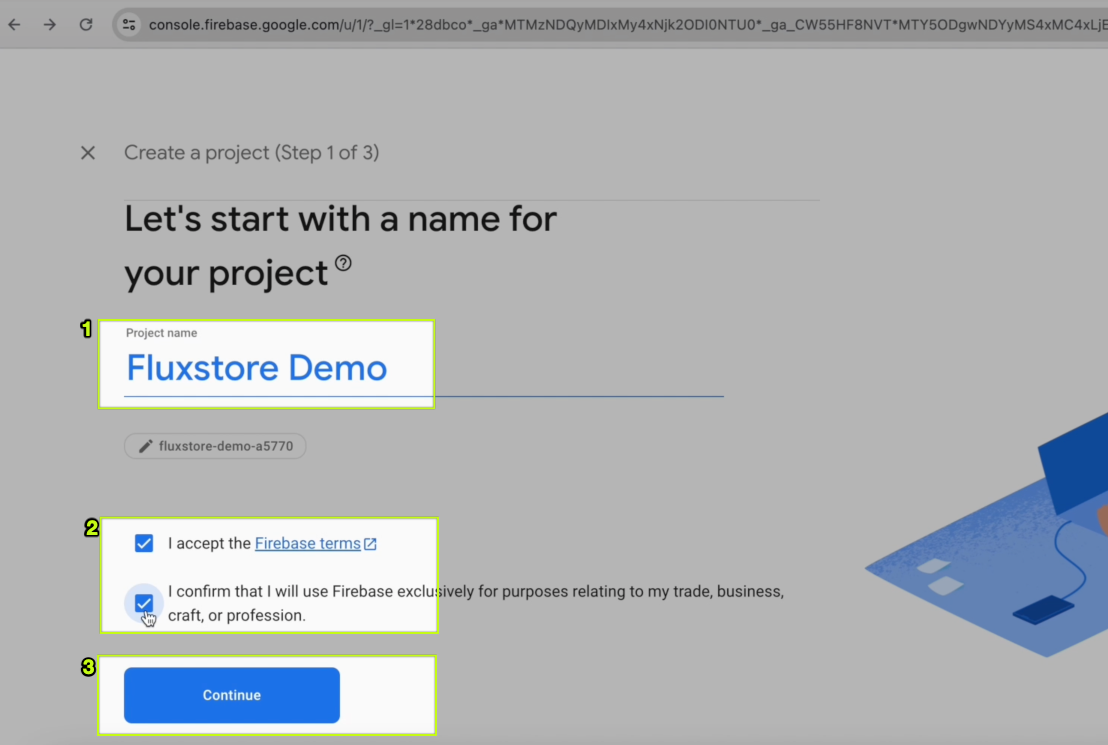 console.firebase.google.com/u/1/?_gl=1*28dbco*_ga*MTMzNDQyMDIxMy4xNjk2ODI0NTU0*_ga_CW55HF8NVT*MTY5ODgwNDYyMS4xMC4xLjE
Create a project (Step 1 of 3)
Let's start with a name for
your project
1
Project name
Fluxstore Demo
fluxstore-demo-a5770
2
I accept the Firebase terms
I confirm that I will use Firebase exclusively for purposes relating to my trade, business,
craft, or profession.
3
Continue